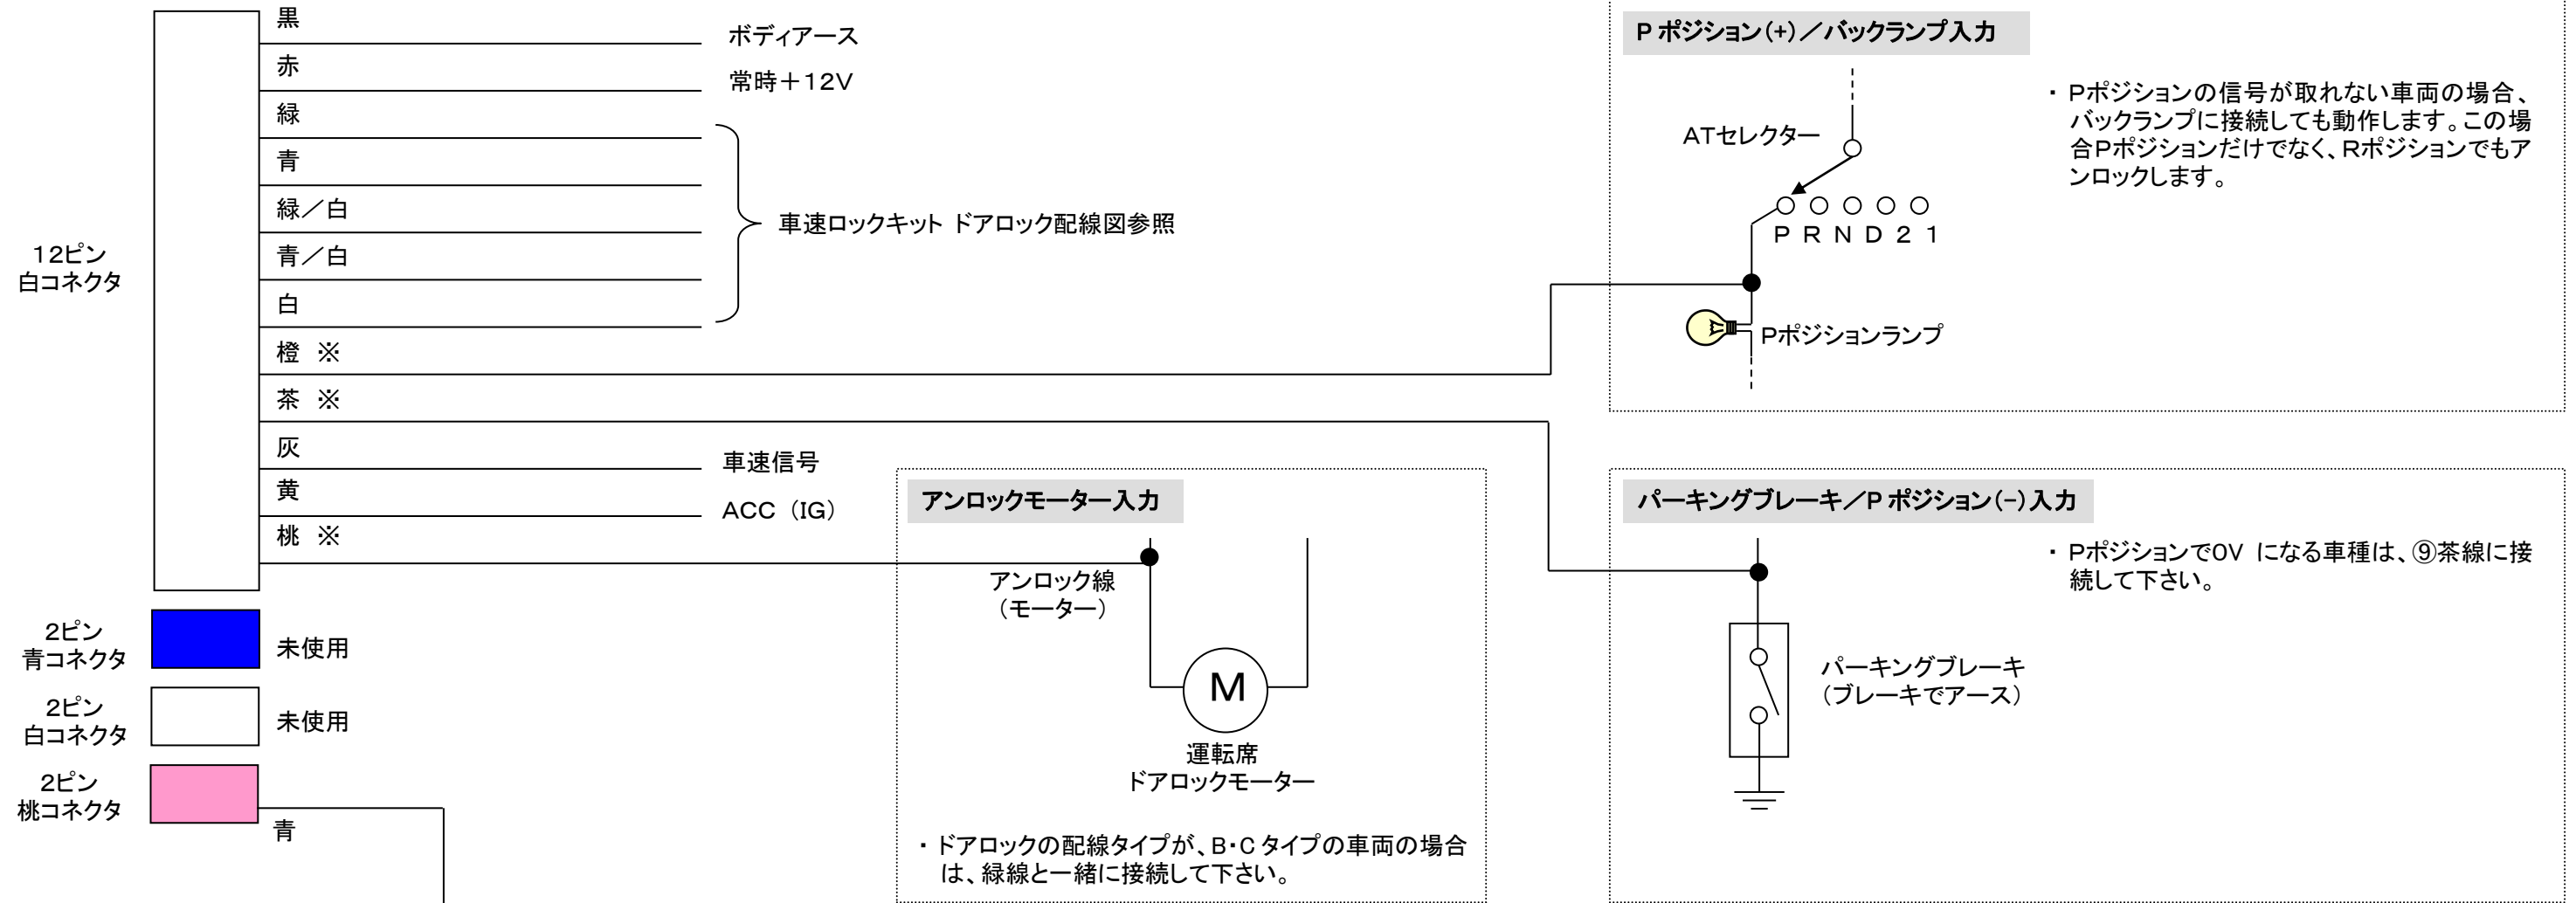 黒
ボディアース
赤
常時＋12V
緑
青
緑／白
車速ロックキット ドアロック配線図参照
青／白
白
橙 ※
茶 ※
灰
車速信号
黄
ACC（IG）
桃 ※
12ピン
白コネクタ
2ピン
青コネクタ
未使用
2ピン
白コネクタ
未使用
2ピン
桃コネクタ
青
アンロックモーター入力
アンロック線
（モーター）
M
運転席
ドアロックモーター
・ドアロックの配線タイプが、B・C タイプの車両の場合
は、緑線と一緒に接続して下さい。
P ポジション（+）／バックランプ入力
ATセレクター
P R N D 2 1
Pポジションランプ
・Pポジションの信号が取れない車両の場合、
バックランプに接続しても動作します。この場
合Pポジションだけでなく、Rポジションでもア
ンロックします。
パーキングブレーキ／P ポジション（-）入力
・Pポジションで0V になる車種は、⑨茶線に接
続して下さい。
パーキングブレーキ
（ブレーキでアース）